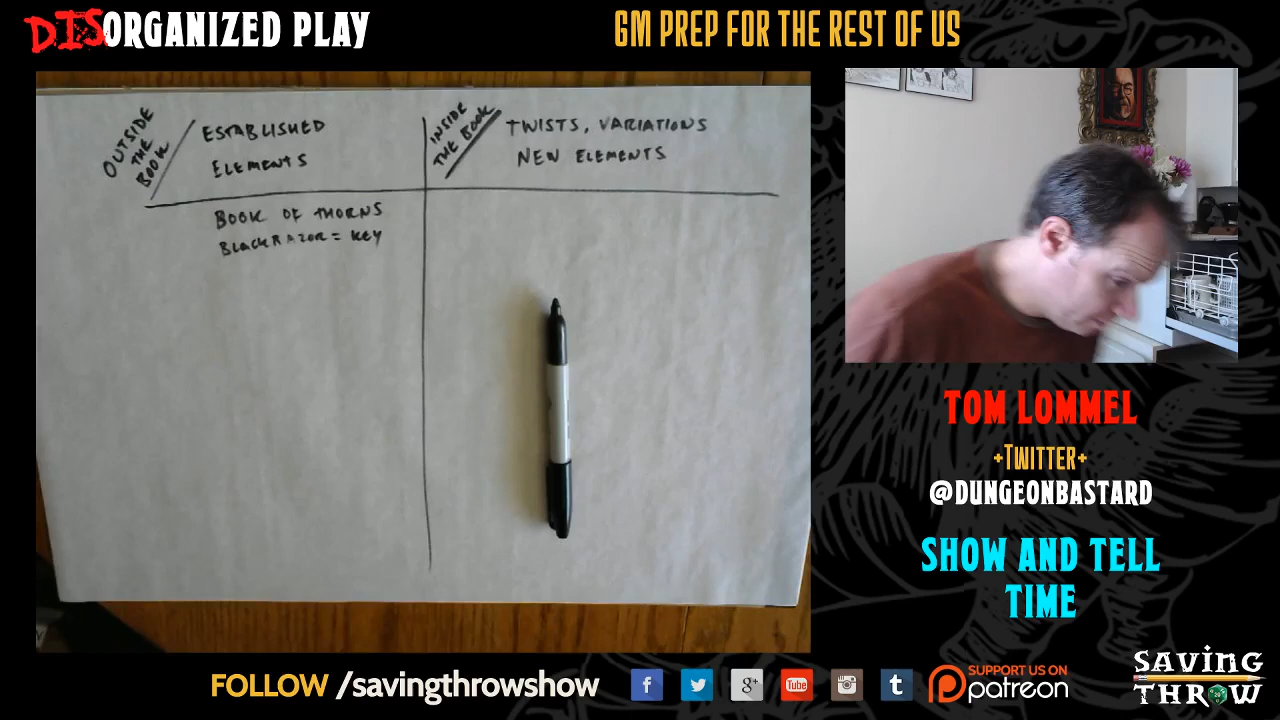 DISORGANIZED PLAY
GM PREP FOR THE REST OF US
OUTSIDE
THE
BOOK
ESTABLISHED
ELEMENTS
INSIDE
THE BOOK
TWISTS, VARIATIONS
NEW ELEMENTS
BOOK OF THORNS
BLACKRAZOR = KEY
TOM LOMMEL
+TWITTER+
@DUNGEONBASTARD
SHOW AND TELL
TIME
FOLLOW /savingthrowshow
f
g+
You
Tube
t
SUPPORT US ON
patreon
SAVING
THROW